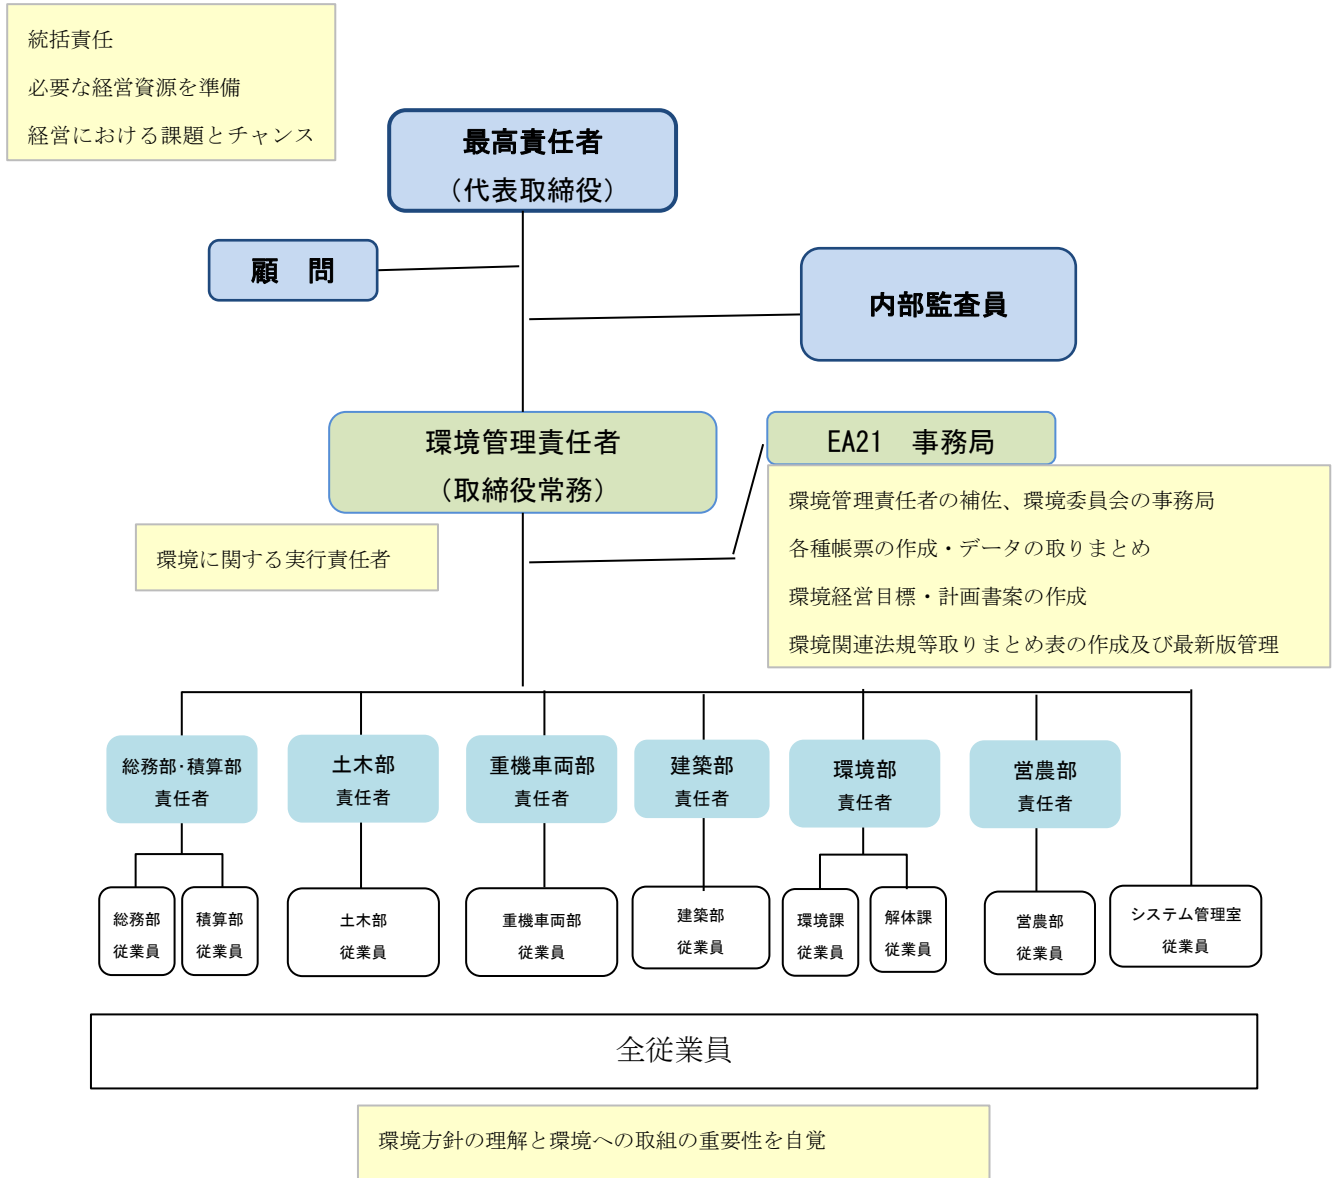 統括責任
必要な経営資源を準備
経営における課題とチャンス
最高責任者
（代表取締役）
顧　問
内部監査員
環境管理責任者
（取締役常務）
EA21　事務局
環境に関する実行責任者
環境管理責任者の補佐、環境委員会の事務局
各種帳票の作成・データの取りまとめ
環境経営目標・計画書案の作成
環境関連法規等取りまとめ表の作成及び最新版管理
総務部・積算部
責任者
土木部
責任者
重機車両部
責任者
建築部
責任者
環境部
責任者
営農部
責任者
総務部
従業員
積算部
従業員
土木部
従業員
重機車両部
従業員
建築部
従業員
環境課
従業員
解体課
従業員
営農部
従業員
システム管理室
従業員
全従業員
環境方針の理解と環境への取組の重要性を自覚